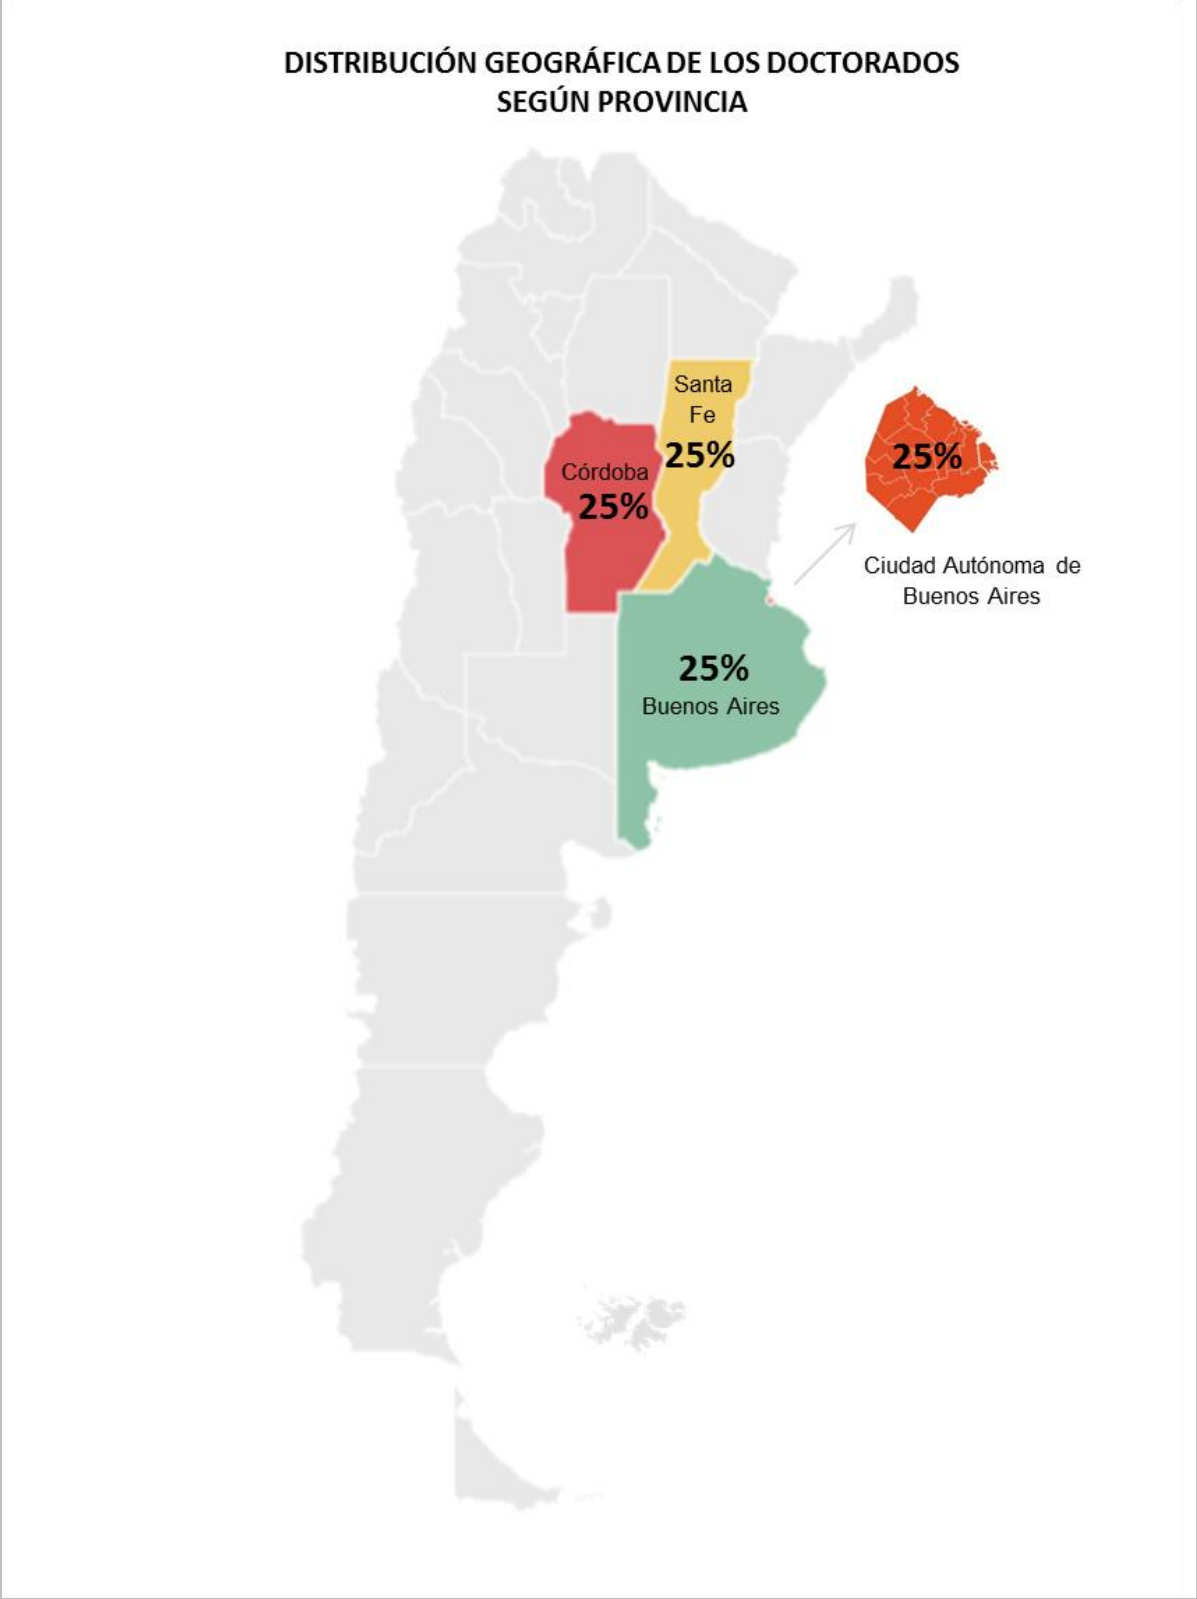 DISTRIBUCIÓN GEOGRÁFICA DE LOS DOCTORADOS
SEGÚN PROVINCIA
Santa
Fe
25%
Córdoba
25%
25%
Ciudad Autónoma de
Buenos Aires
25%
Buenos Aires